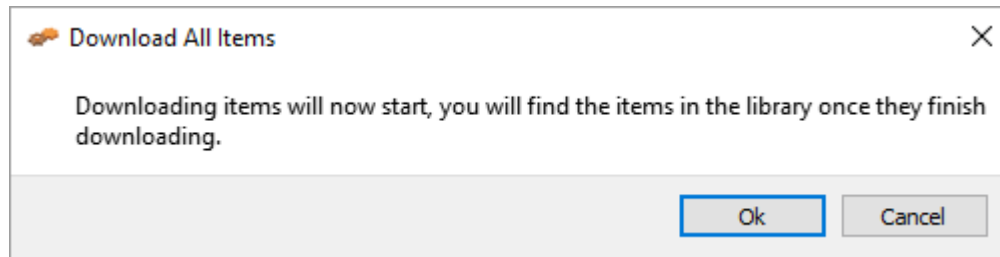 Download All Items
Downloading items will now start, you will find the items in the library once they finish
downloading.
Ok
Cancel